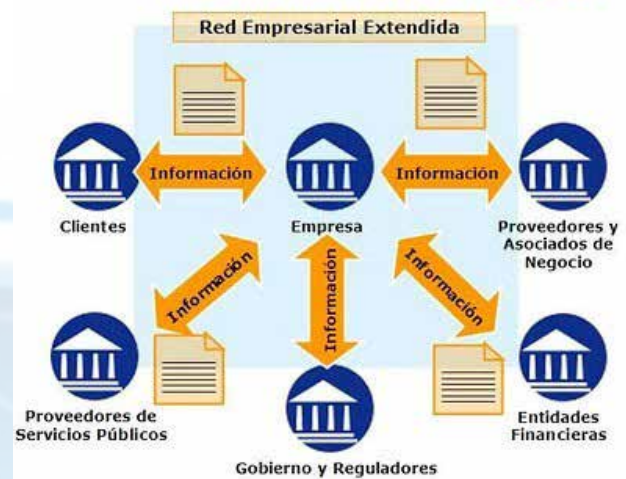 Red Empresarial Extendida
Información
Información
Clientes
Empresa
Proveedores y
Asociados de
Negocio
Información
Información
Información
Proveedores de
Servicios Públicos
Gobierno y Reguladores
Entidades
Financieras